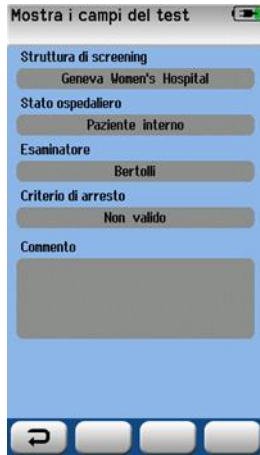 Mostra i campi del test
Struttura di screening
Geneva Women's Hospital
Stato ospedaliero
Paziente interno
Esaminatore
Bertolli
Criterio di arresto
Non valido
Commento